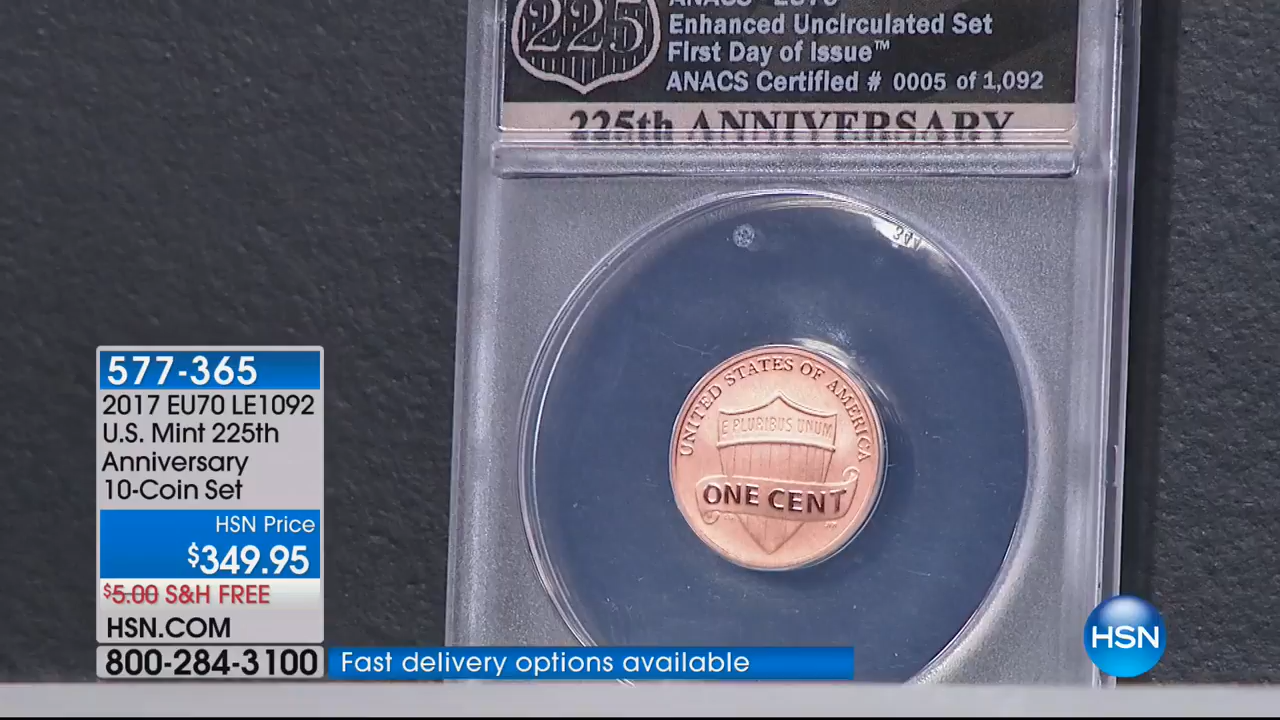 225
Enhanced Uncirculated Set
First Day of Issue™
ANACS Certified # 0005 of 1,092
225th ANNIVERSARY
UNITED STATES OF AMERICA
E PLURIBUS UNUM
ONE CENT
577-365
2017 EU70 LE1092
U.S. Mint 225th
Anniversary
10-Coin Set
HSN Price
$349.95
$5.00 S&H FREE
HSN.COM
800-284-3100
Fast delivery options available
HSN